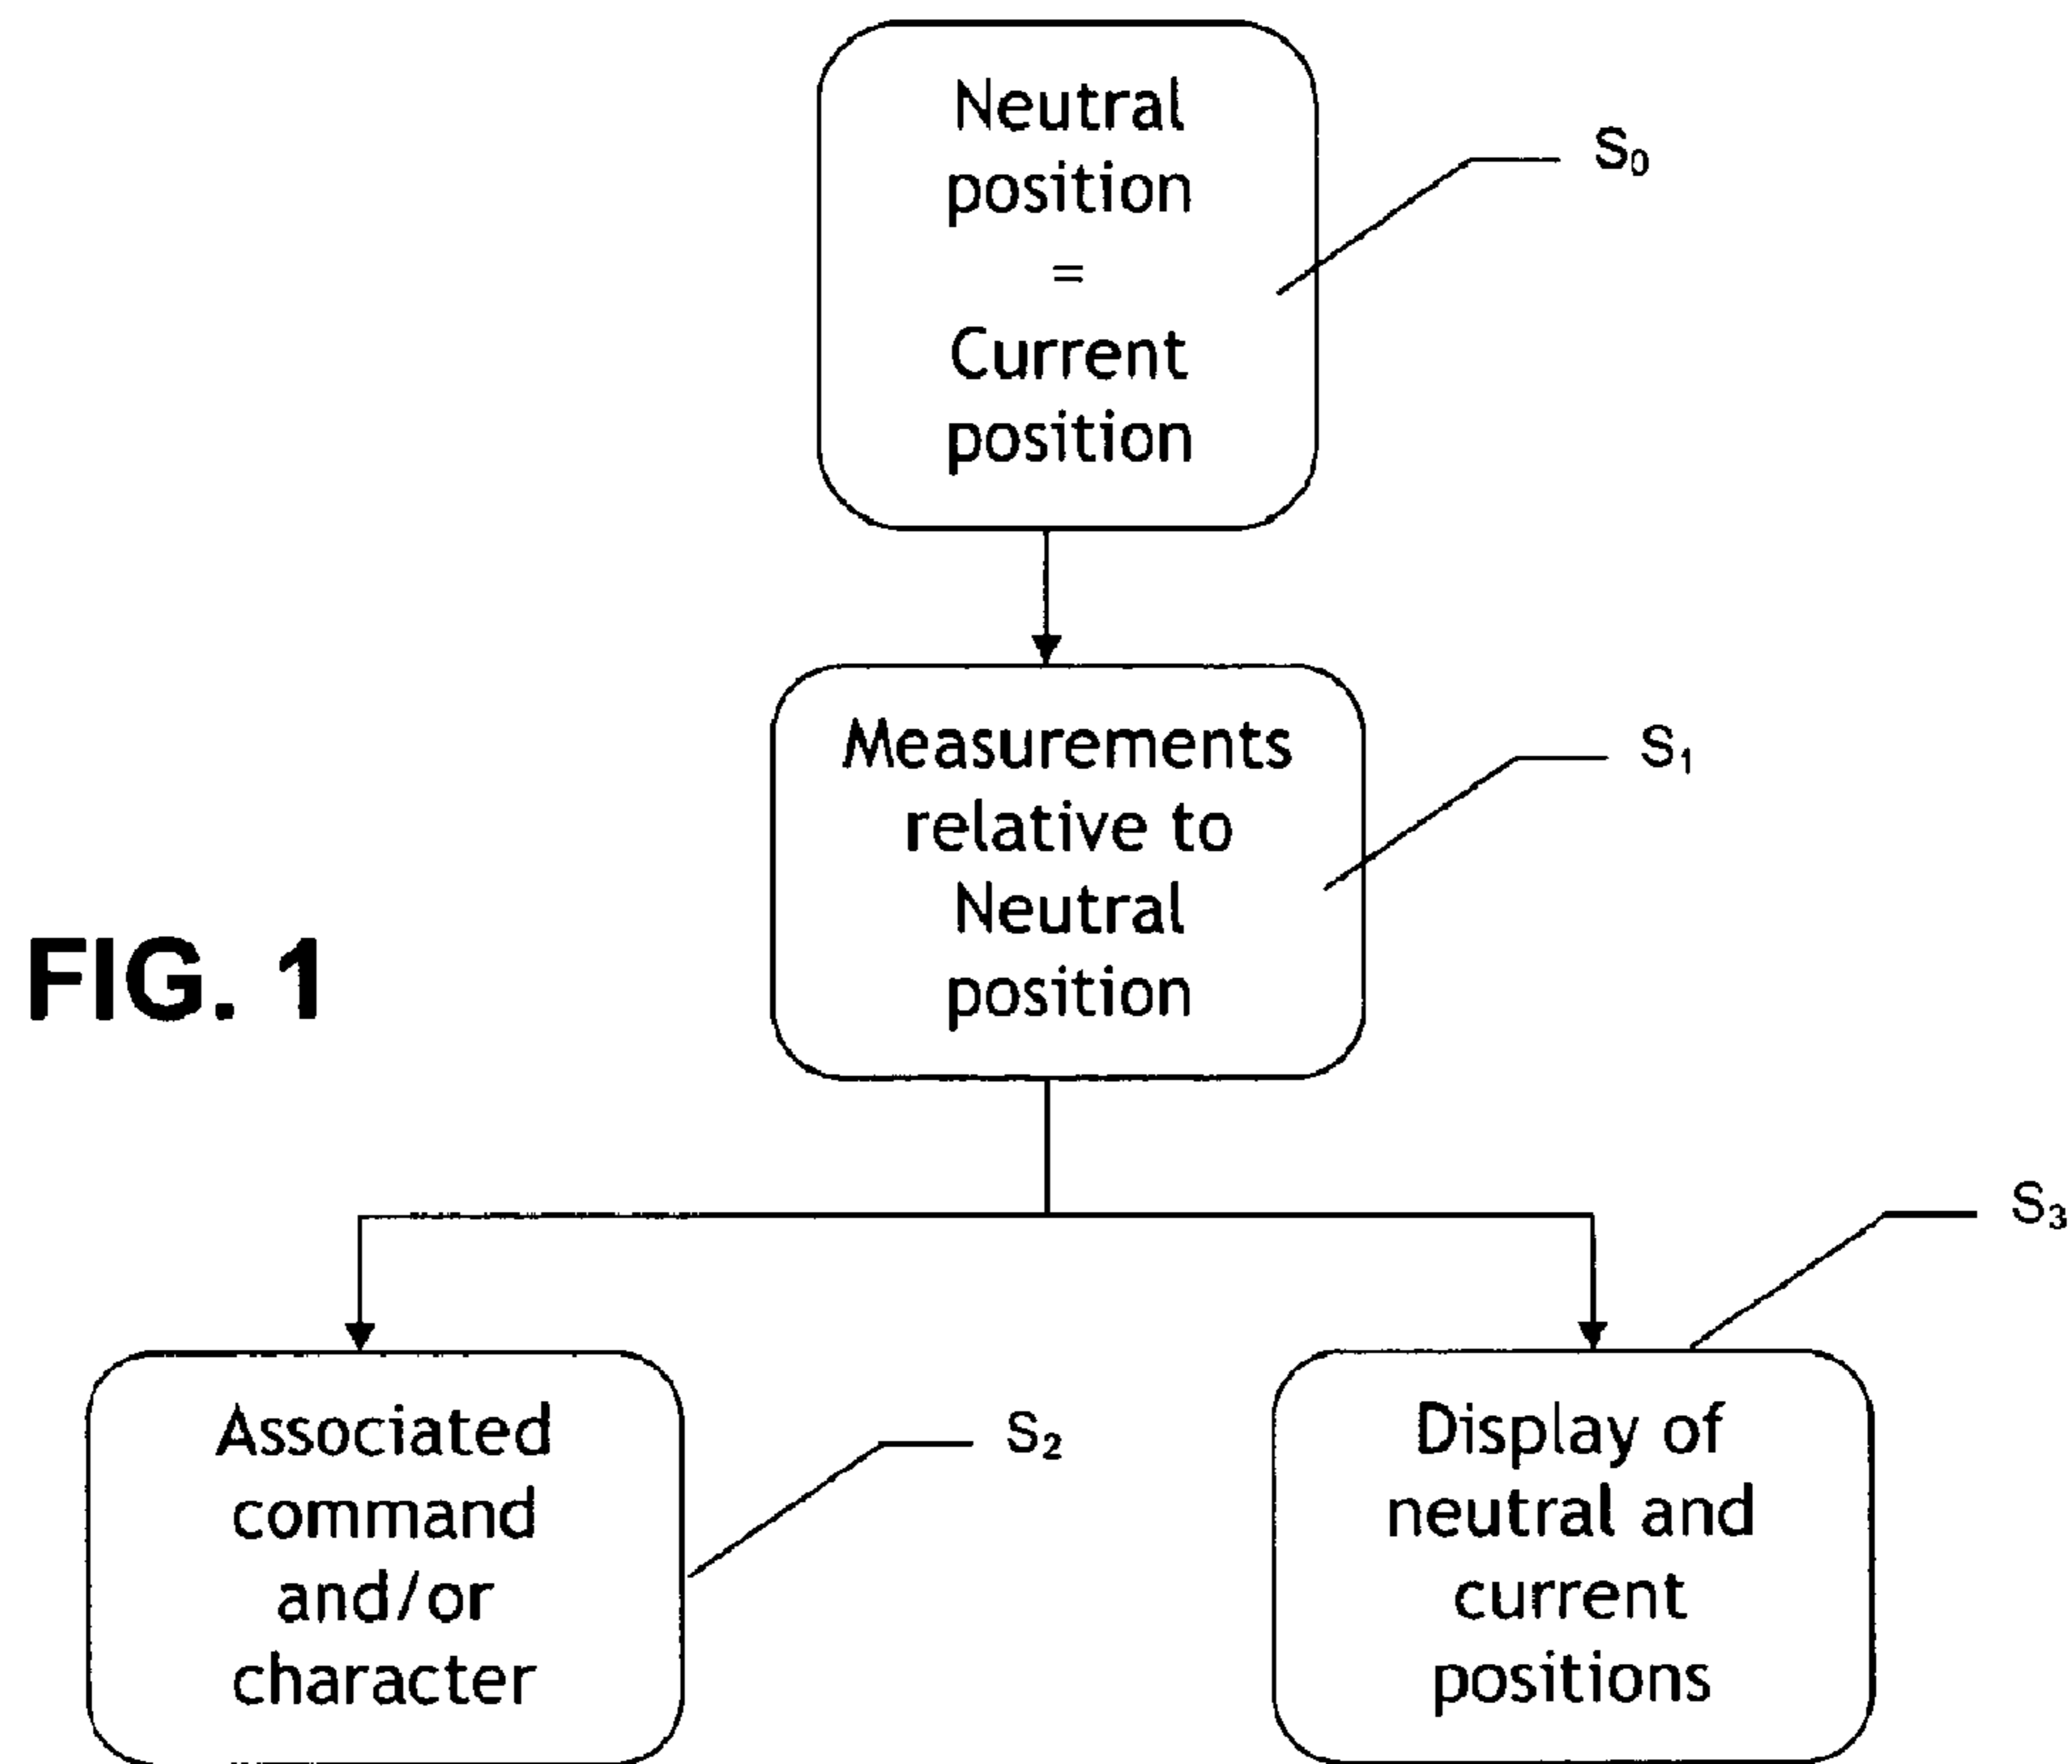 Neutral
position
=
Current
position
S₀
Measurements
relative to
Neutral
position
S₁
FIG. 1
Associated
command
and/or
character
S₂
Display of
neutral and
current
positions
S₃